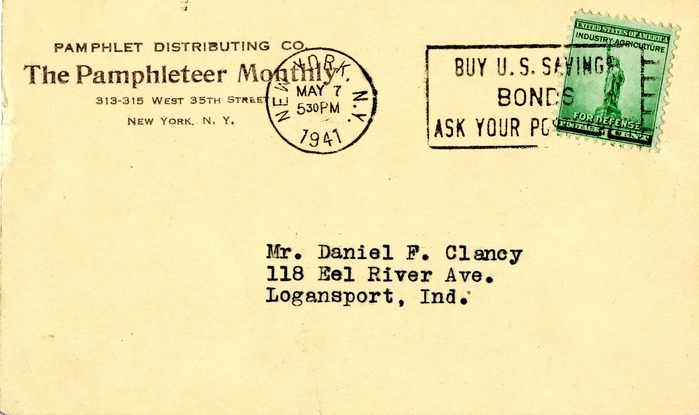 PAMPHLET DISTRIBUTING CO.
The Pamphleteer Monthly
313-315 WEST 35TH STREET
NEW YORK, N. Y.
NEW YORK, N.Y.
MAY 7
530PM
1941
BUY U.S. SAVINGS
BONDS
ASK YOUR PO
UNITED STATES OF AMERICA
INDUSTRY AGRICULTURE
FOR DEFENSE
POSTAGE 1 CENT
Mr. Daniel F. Clancy
118 Eel River Ave.
Logansport, Ind.